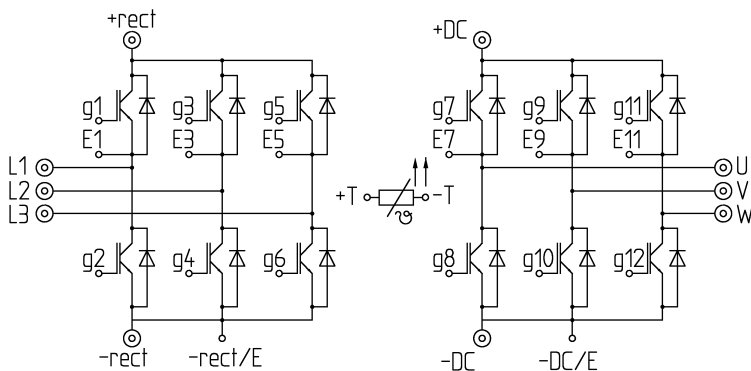 +rect +DC
g1 g3 g5 g7 g9 g11
E1 E3 E5 E7 E9 E11
L1 U
L2 +T -T V
L3 ϑ W
g2 g4 g6 g8 g10 g12
-rect -rect/E -DC -DC/E